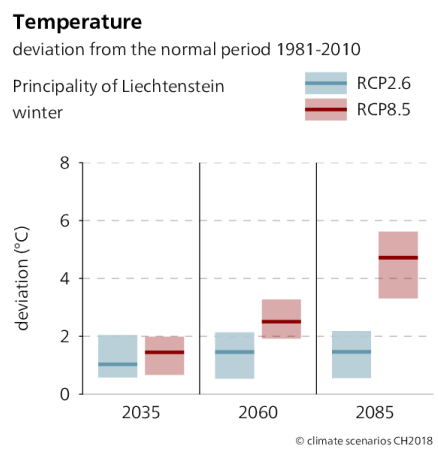 Temperature
deviation from the normal period 1981-2010
Principality of Liechtenstein
winter
RCP2.6
RCP8.5
deviation (°C)
8
6
4
2
0
2035 2060 2085
© climate scenarios CH2018